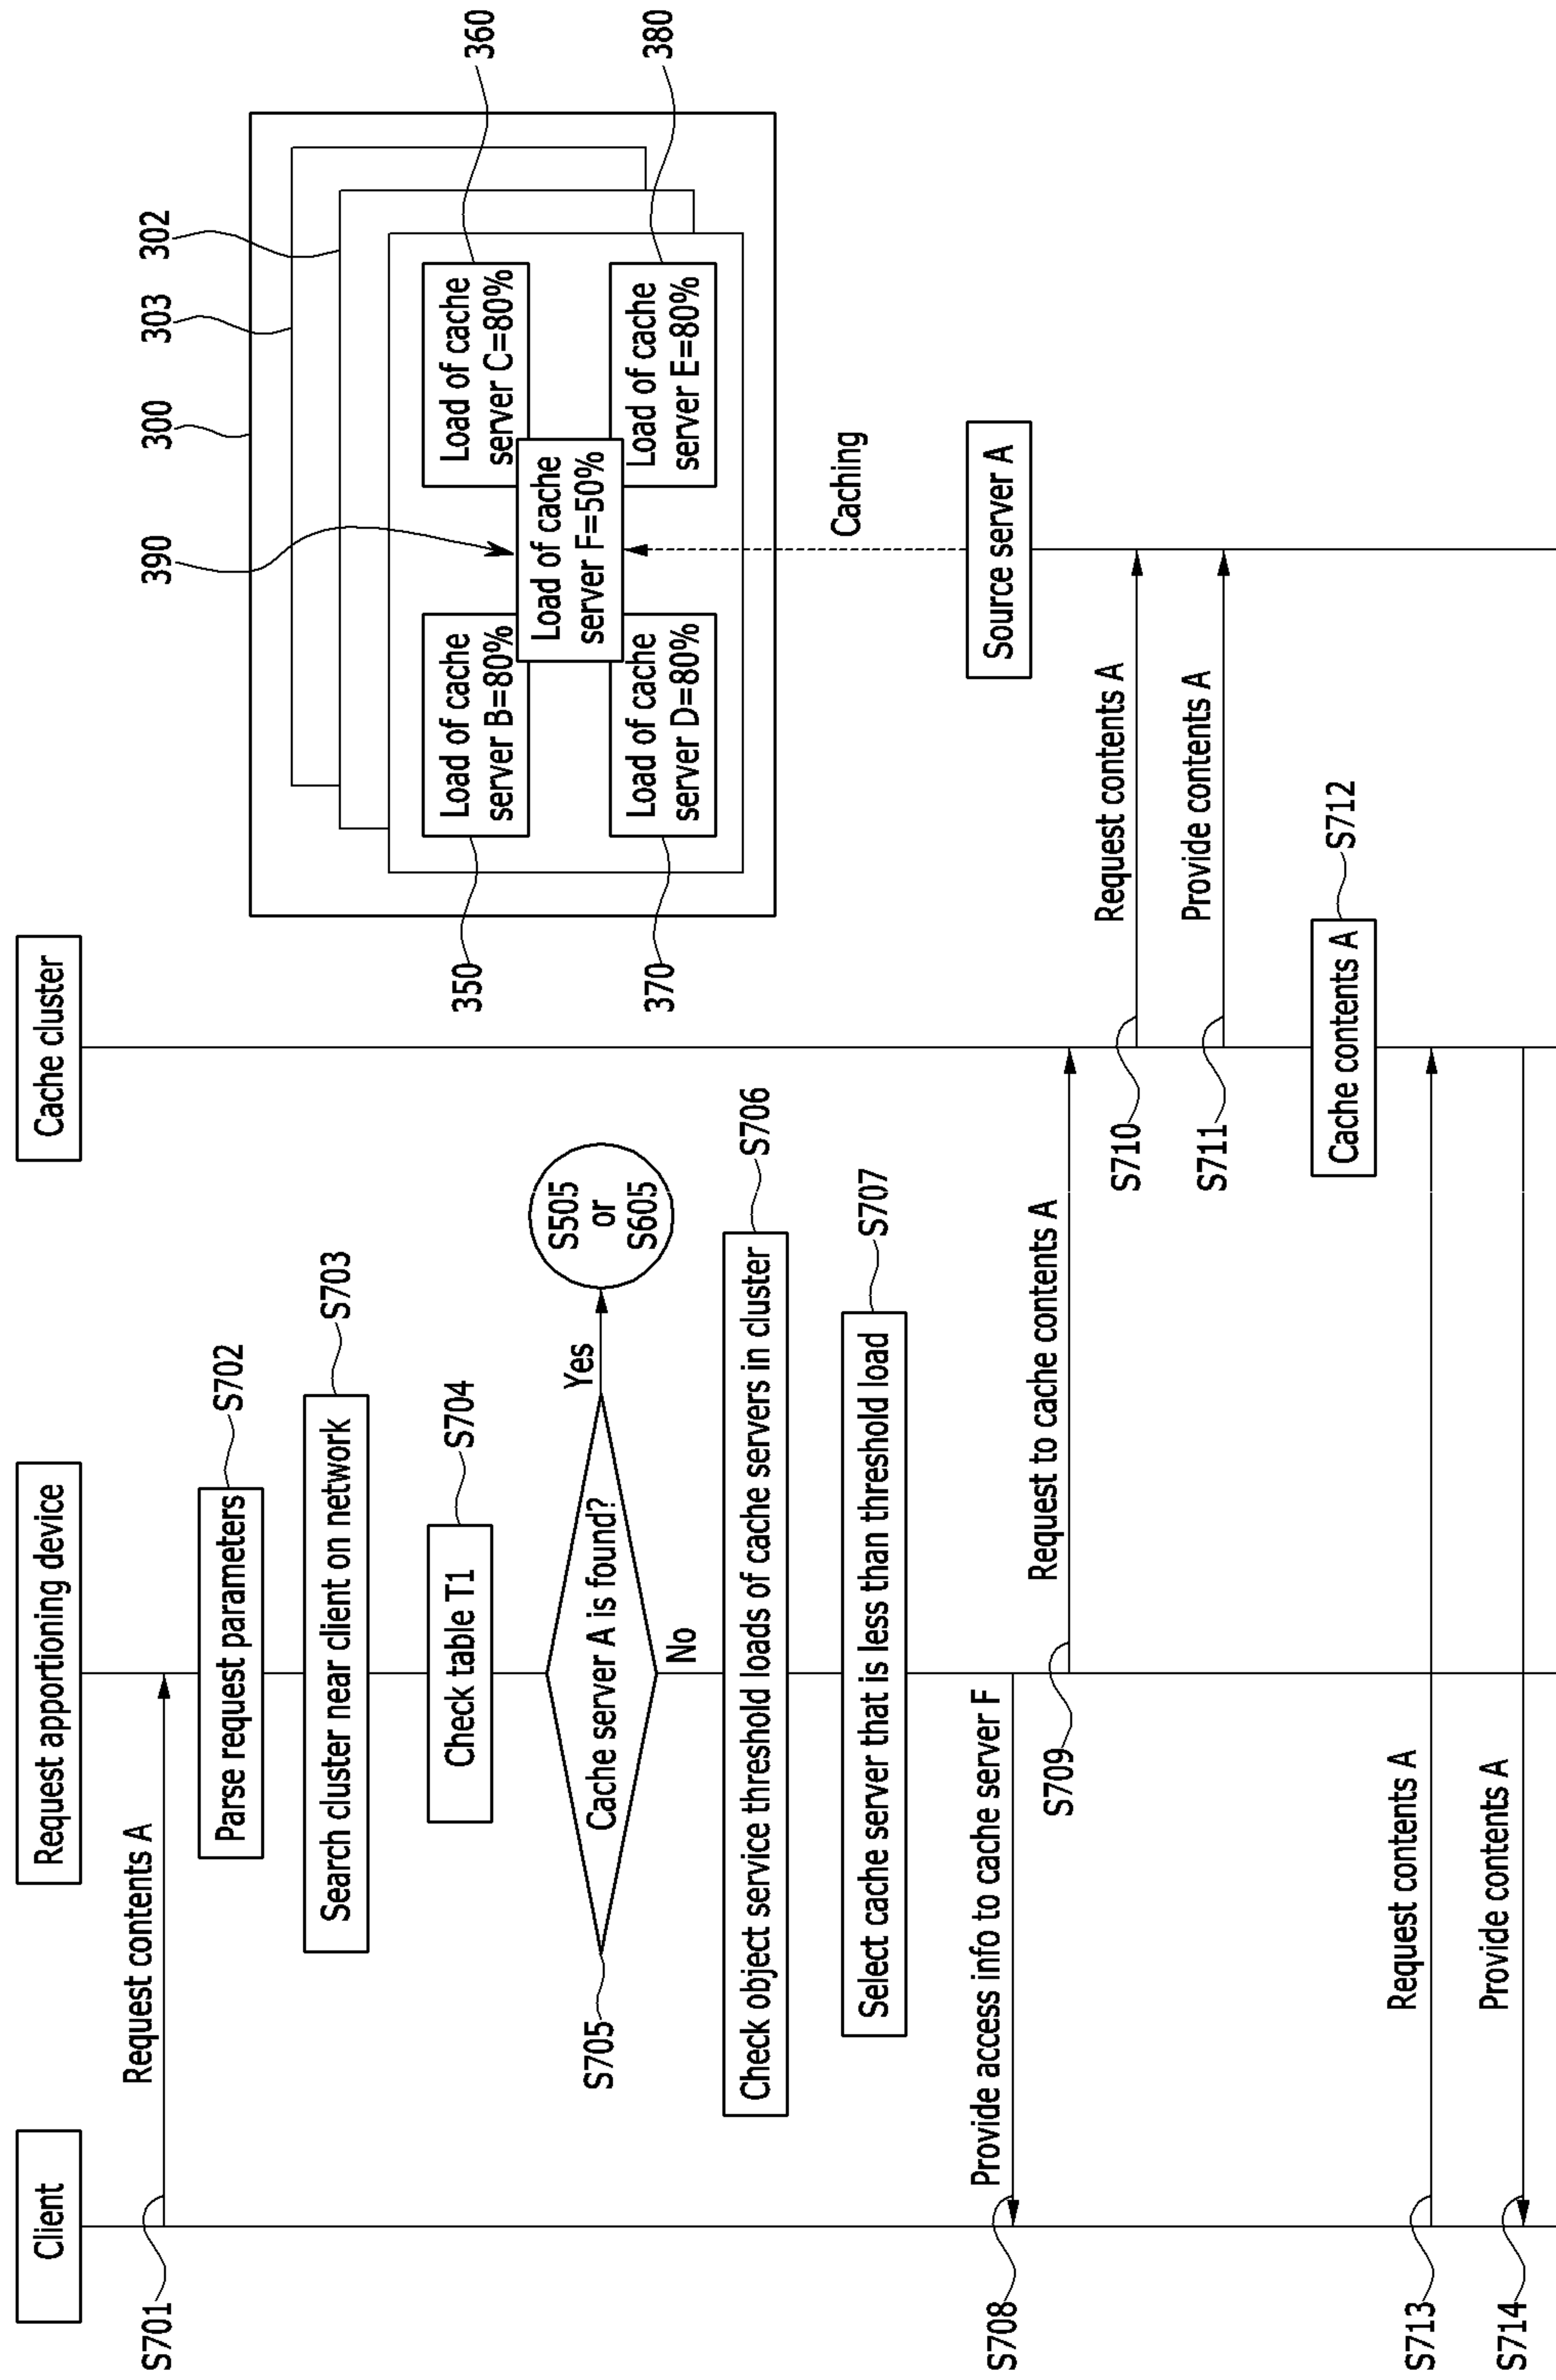 Client
Request apportioning device
Cache cluster
S701
Request contents A
Parse request parameters
S702
Search cluster near client on network
S703
Check table T1
S704
S705
Cache server A is found?
Yes
S505
or
S605
No
Check object service threshold loads of cache servers in cluster
S706
Select cache server that is less than threshold load
S707
S708
Provide access info to cache server F
S709
Request to cache contents A
S710
Request contents A
S711
Provide contents A
Cache contents A
S712
S713
Request contents A
S714
Provide contents A
390
300
303
302
350
Load of cache
server B=80%
360
Load of cache
server C=80%
Load of cache
server F=50%
370
Load of cache
server D=80%
380
Load of cache
server E=80%
Caching
Source server A